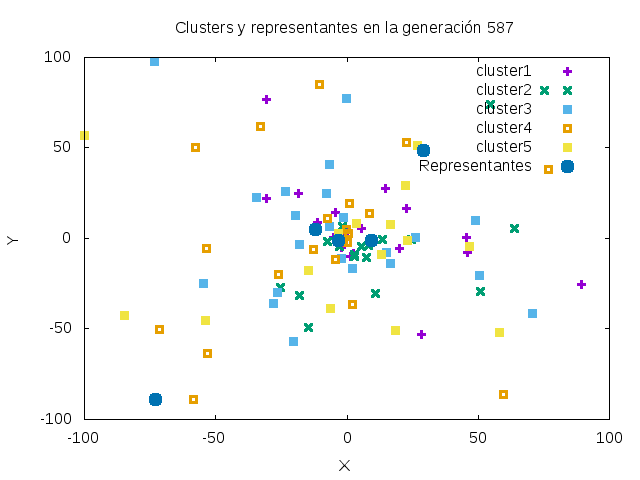 Clusters y representantes en la generación 587
100
50
0
-50
-100
-100
-50
0
50
100
Y
X
cluster1
cluster2
cluster3
cluster4
cluster5
Representantes